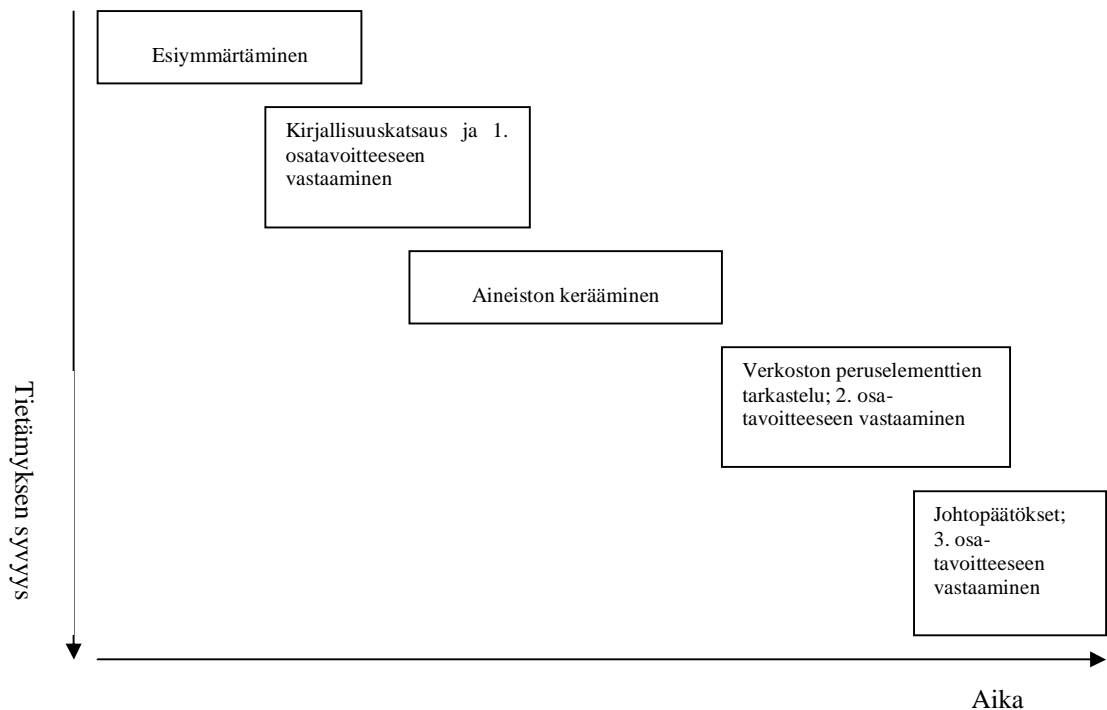 Esiymmärtäminen
Kirjallisuuskatsaus ja 1.
osatavoitteeseen
vastaaminen
Aineiston kerääminen
Verkoston peruselementtien
tarkastelu; 2. osa-
tavoitteeseen vastaaminen
Johtopäätökset;
3. osa-
tavoitteeseen
vastaaminen
Tietämyksen syvyys
Aika